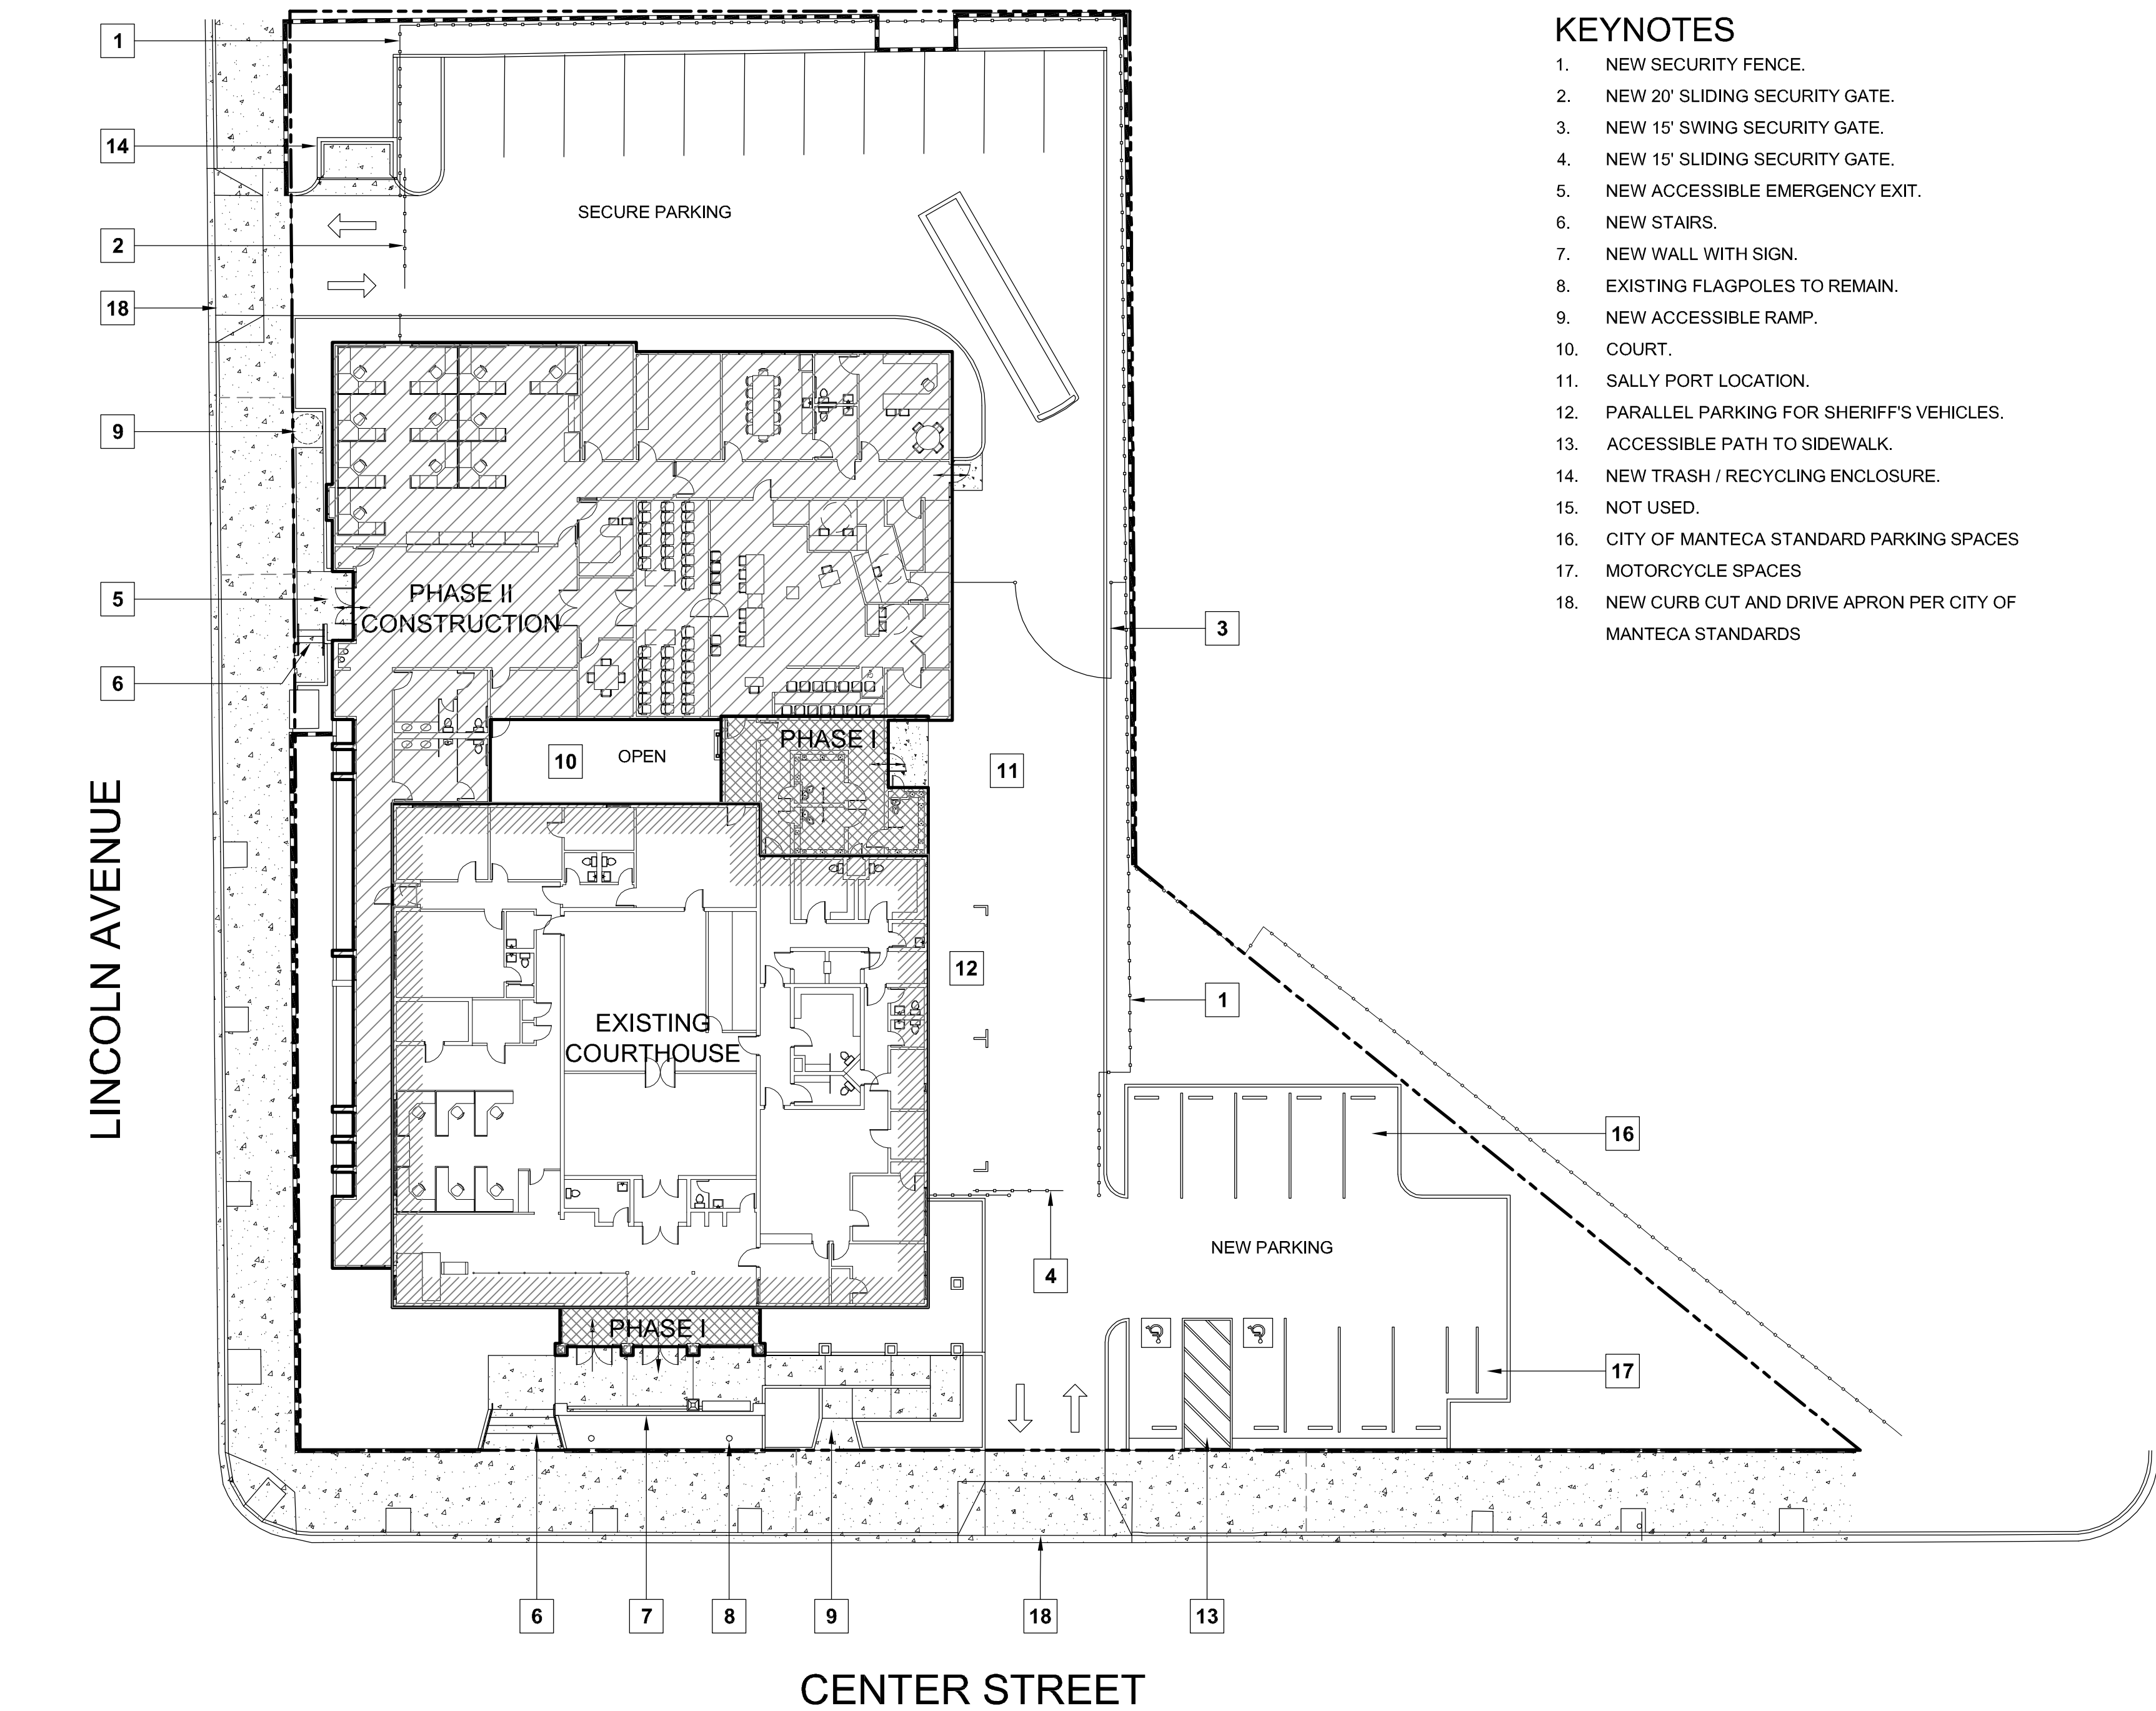 KEYNOTES
1. NEW SECURITY FENCE.
2. NEW 20' SLIDING SECURITY GATE.
3. NEW 15' SWING SECURITY GATE.
4. NEW 15' SLIDING SECURITY GATE.
5. NEW ACCESSIBLE EMERGENCY EXIT.
6. NEW STAIRS.
7. NEW WALL WITH SIGN.
8. EXISTING FLAGPOLES TO REMAIN.
9. NEW ACCESSIBLE RAMP.
10. COURT.
11. SALLY PORT LOCATION.
12. PARALLEL PARKING FOR SHERIFF'S VEHICLES.
13. ACCESSIBLE PATH TO SIDEWALK.
14. NEW TRASH / RECYCLING ENCLOSURE.
15. NOT USED.
16. CITY OF MANTECA STANDARD PARKING SPACES
17. MOTORCYCLE SPACES
18. NEW CURB CUT AND DRIVE APRON PER CITY OF
MANTECA STANDARDS
1
14
SECURE PARKING
2
18
9
5
PHASE II
CONSTRUCTION
3
6
PHASE I
10
OPEN
11
LINCOLN AVENUE
12
1
EXISTING
COURTHOUSE
16
NEW PARKING
4
PHASE I
17
6
7
8
9
18
13
CENTER STREET